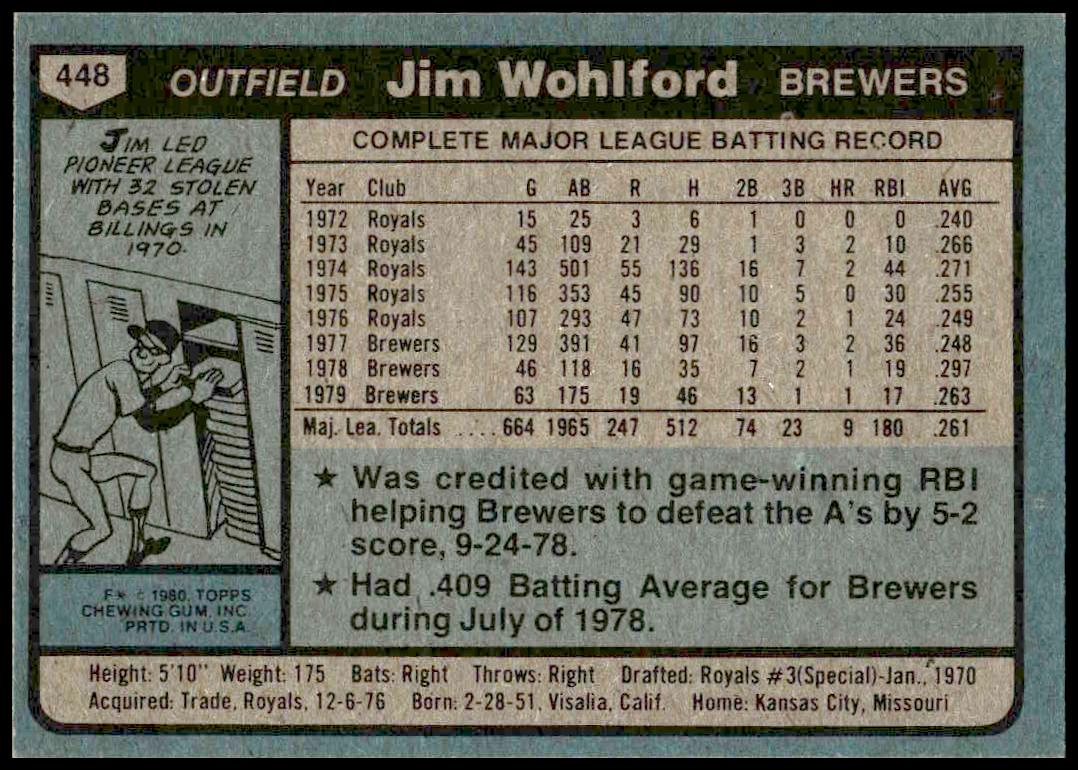 448 OUTFIELD Jim Wohlford BREWERS
JIM LED
PIONEER LEAGUE
WITH 32 STOLEN
BASES AT
BILLINGS IN
1970.
COMPLETE MAJOR LEAGUE BATTING RECORD
Year Club G AB R H 2B 3B HR RBI AVG
1972 Royals 15 25 3 6 1 0 0 0 .240
1973 Royals 45 109 21 29 1 3 2 10 .266
1974 Royals 143 501 55 136 16 7 2 44 .271
1975 Royals 116 353 45 90 10 5 0 30 .255
1976 Royals 107 293 47 73 10 2 1 24 .249
1977 Brewers 129 391 41 97 16 3 2 36 .248
1978 Brewers 46 118 16 35 7 2 1 19 .297
1979 Brewers 63 175 19 46 13 1 1 17 .263
Maj. Lea. Totals .... 664 1965 247 512 74 23 9 180 .261
★ Was credited with game-winning RBI
helping Brewers to defeat the A's by 5-2
score, 9-24-78.
★ Had .409 Batting Average for Brewers
during July of 1978.
F* © 1980, TOPPS
CHEWING GUM, INC.
PRTD. IN U.S.A.
Height: 5'10" Weight: 175 Bats: Right Throws: Right Drafted: Royals #3(Special)-Jan., 1970
Acquired: Trade, Royals, 12-6-76 Born: 2-28-51, Visalia, Calif. Home: Kansas City, Missouri